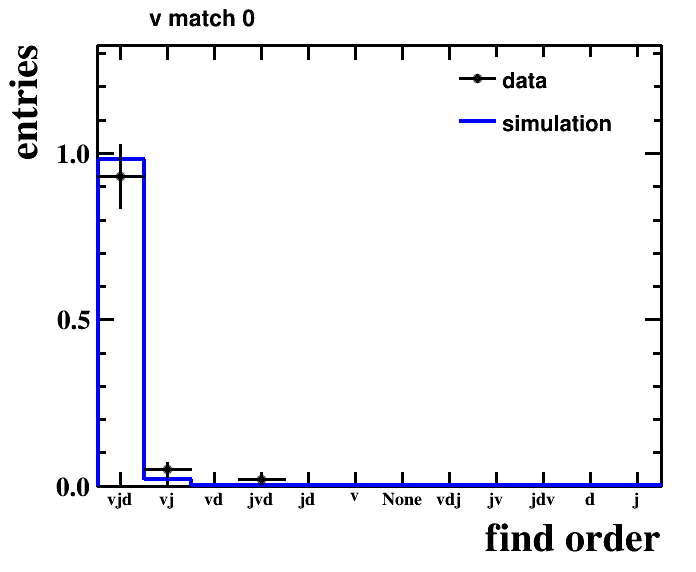 v match 0
entries
data
simulation
1.0
0.5
0.0
vjd vj vd jvd jd v None vdj jv jdv d j
find order